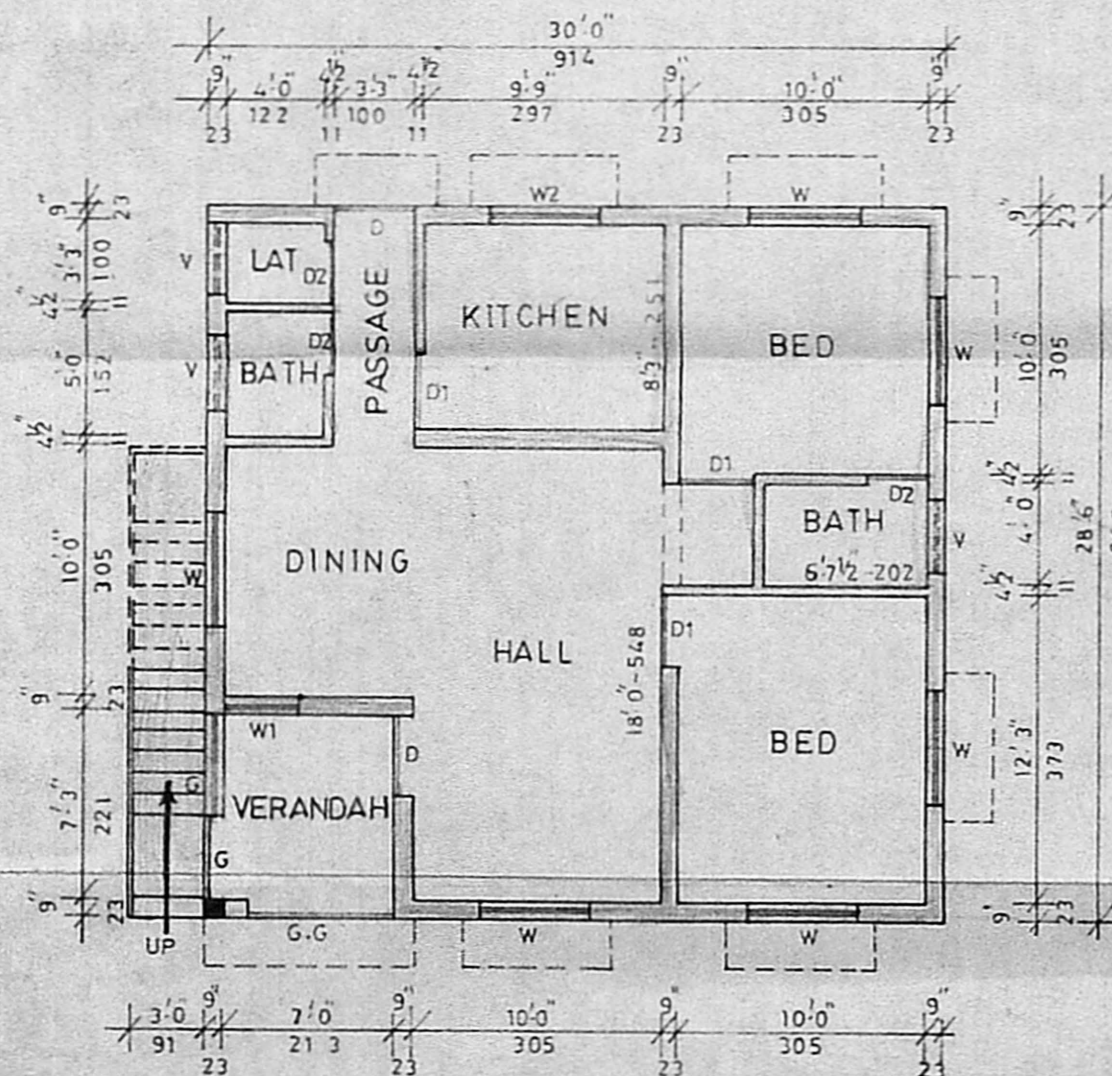 30'-0"
914
9" 4'-0" 4½" 3'-3" 4½" 9'-9" 9" 10'-0" 9"
23 122 11 100 11 297 23 305 23
W2 W
9" 23
3'-3" 100
4½" 11
5'-0" 152
4½" 11
10'-0" 305
9" 23
7'-3" 221
9" 23
V
V
LAT D2
D
PASSAGE
BATH D2
KITCHEN
D1
8'3"-251
BED
W
9" 23
10'-0" 305
4½" 11
4'-0" 11
4½" 11
12'-3" 373
9" 23
28'6"
D1
D2
BATH
6'-7½"-202
V
DINING
W
HALL
18'-0"-548
D1
BED
W
W1
D
VERANDAH
G
G
UP
G.G
W
W
3'-0" 9" 7'-0" 9" 10'-0" 9" 10'-0" 9"
91 23 213 23 305 23 305 23